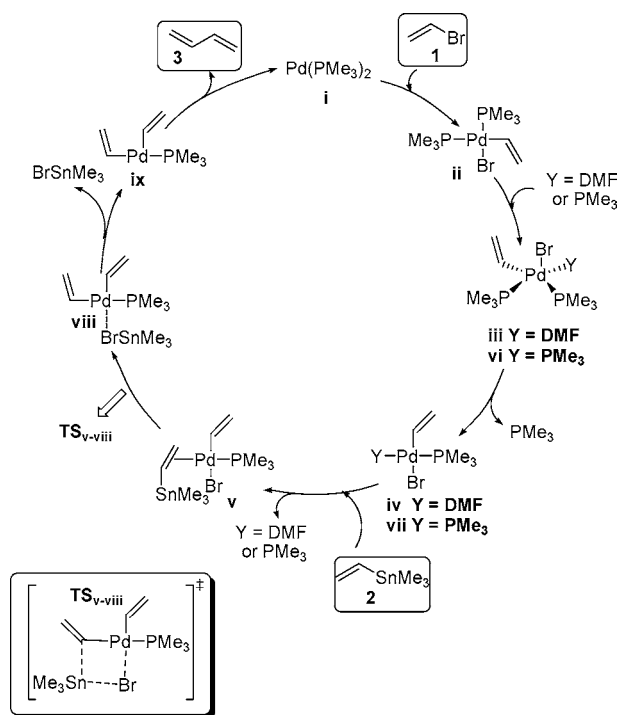 3
Pd(PMe3)2
i
Br
1
PMe3
Me3P-Pd
Br
ii
Y = DMF
or PMe3
Br
Pd
Y
Me3P
PMe3
iii Y = DMF
vi Y = PMe3
PMe3
Y-Pd-PMe3
Br
iv Y = DMF
vii Y = PMe3
SnMe3
2
Y = DMF
or PMe3
Pd-PMe3
Br
SnMe3
v
TSv-viii
Pd-PMe3
BrSnMe3
viii
BrSnMe3
Pd-PMe3
ix
TSv-viii
‡
Pd-PMe3
Me3Sn
Br